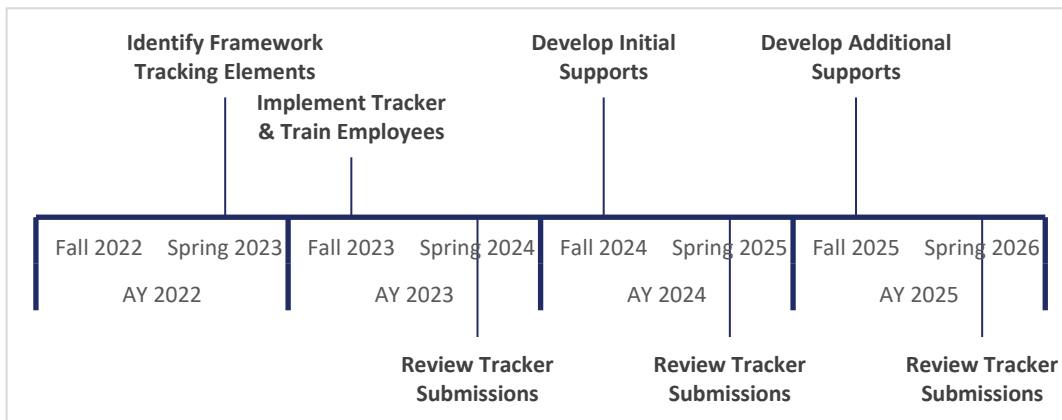 Identify Framework
Tracking Elements
Implement Tracker
& Train Employees
Develop Initial
Supports
Develop Additional
Supports
Fall 2022 Spring 2023 Fall 2023 Spring 2024 Fall 2024 Spring 2025 Fall 2025 Spring 2026
AY 2022 AY 2023 AY 2024 AY 2025
Review Tracker
Submissions
Review Tracker
Submissions
Review Tracker
Submissions